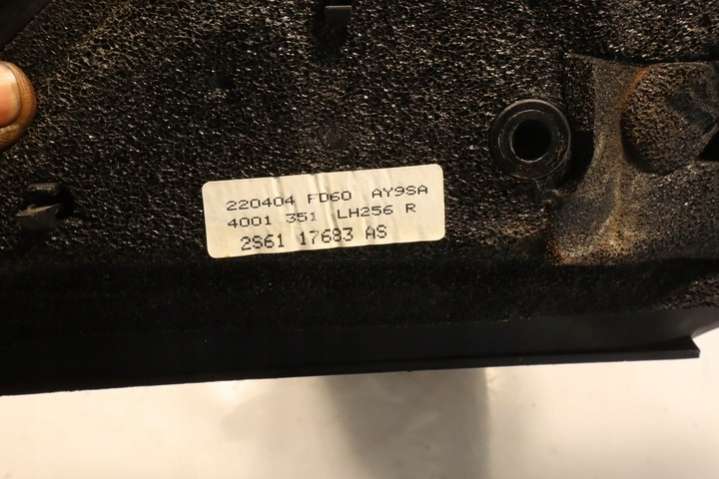 220404 FD60 AY9SA
4001 351 LH256 R
2S61 17683 AS